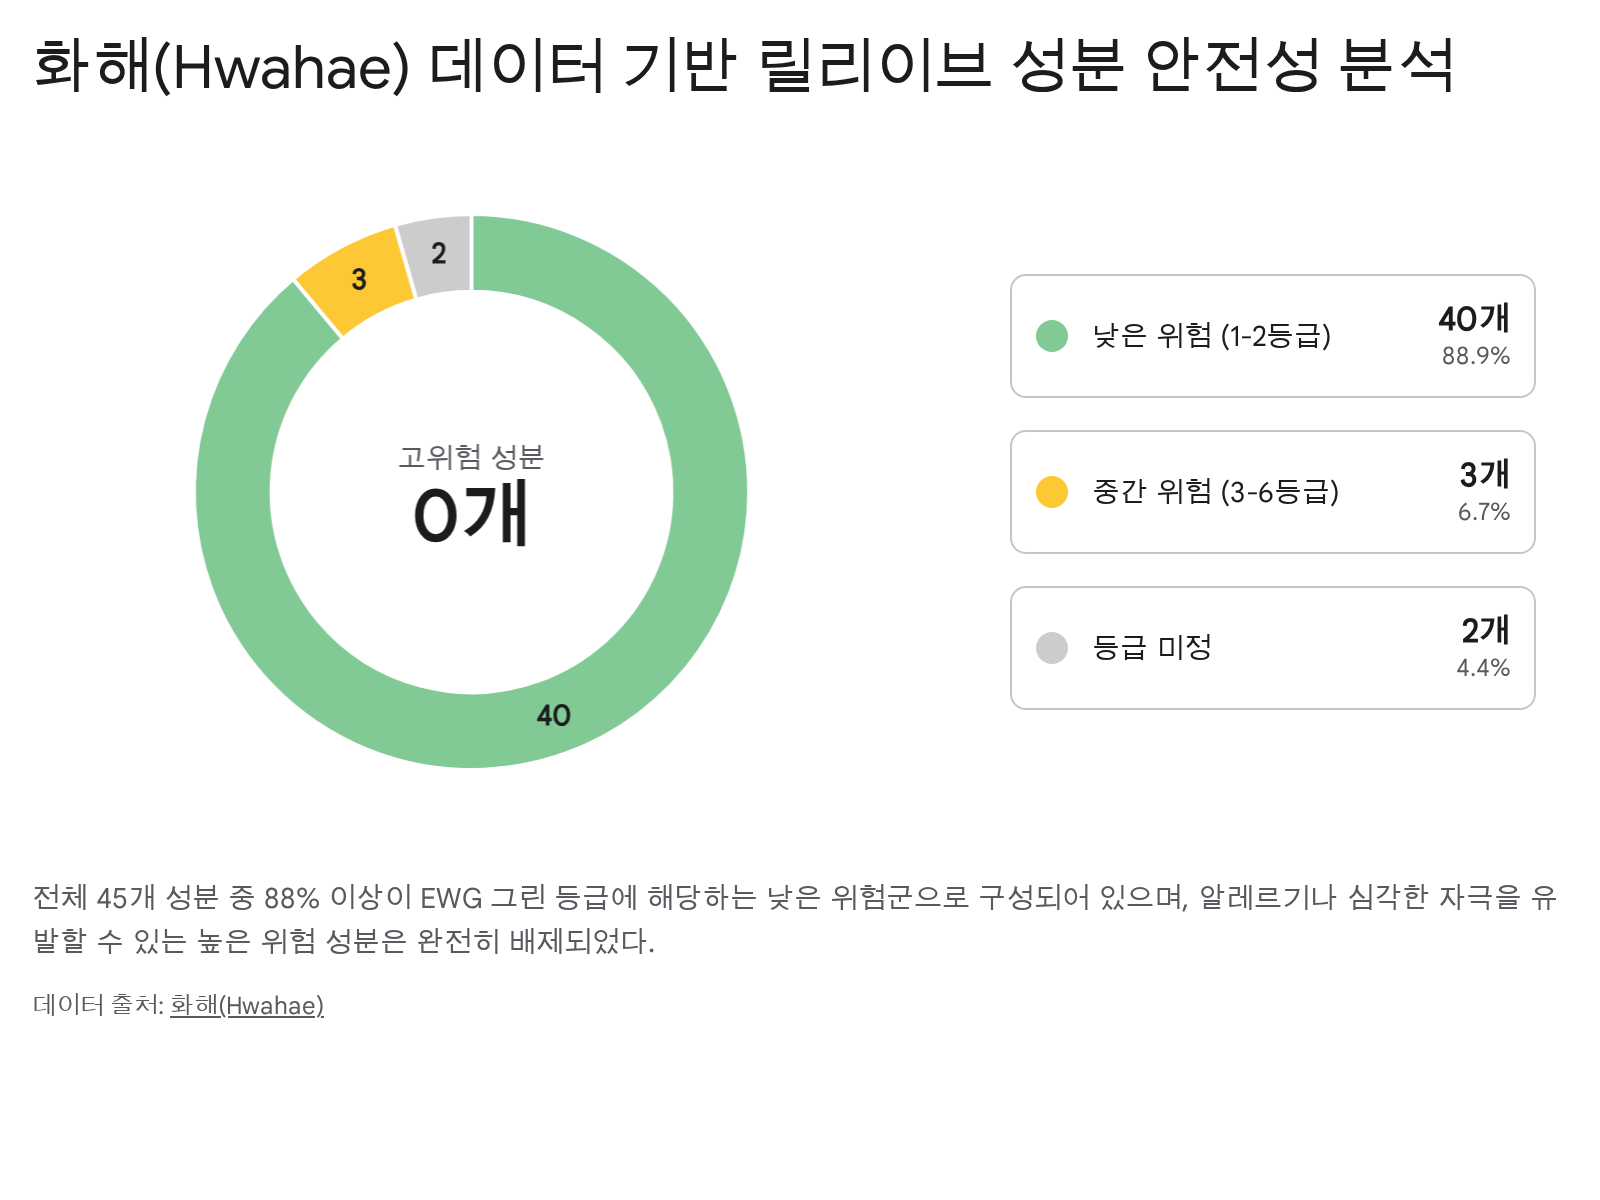 화해(Hwahae) 데이터 기반 릴리이브 성분 안전성 분석
2
3
고위험 성분
0개
40
낮은 위험 (1-2등급)
40개
88.9%
중간 위험 (3-6등급)
3개
6.7%
등급 미정
2개
4.4%
전체 45개 성분 중 88% 이상이 EWG 그린 등급에 해당하는 낮은 위험군으로 구성되어 있으며, 알레르기나 심각한 자극을 유
발할 수 있는 높은 위험 성분은 완전히 배제되었다.
데이터 출처: 화해(Hwahae)